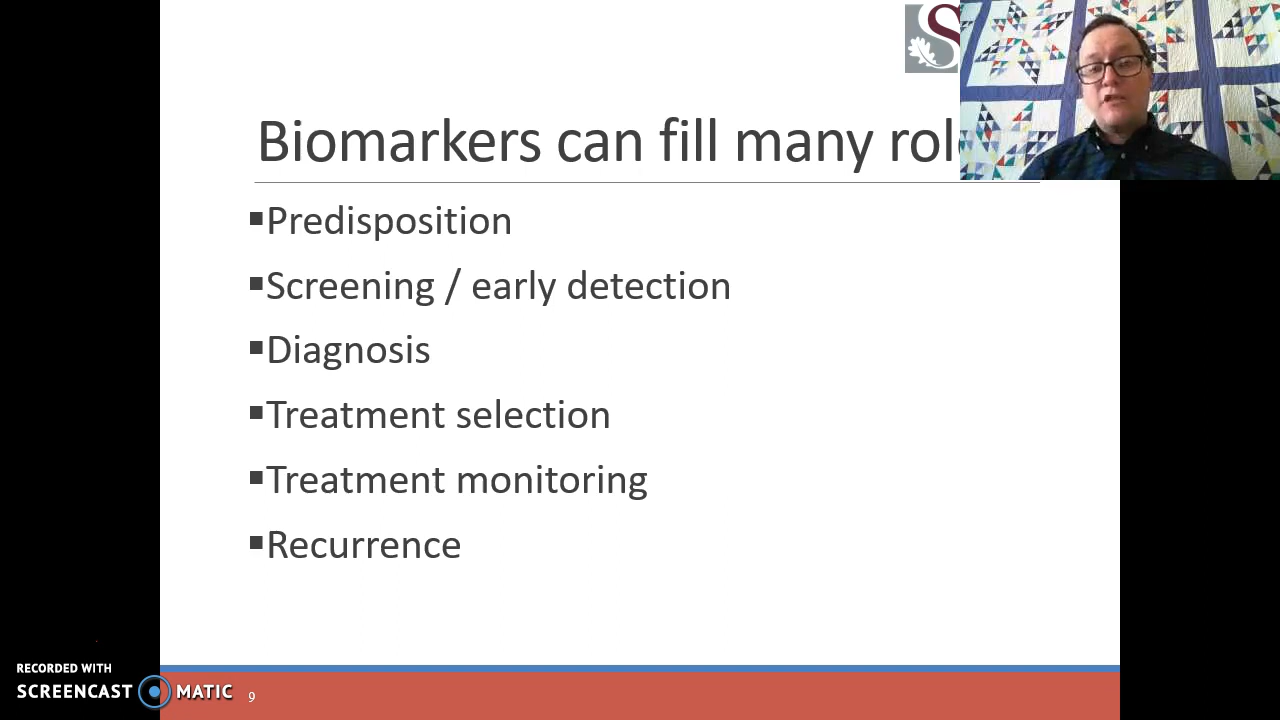 S
Biomarkers can fill many
Predisposition
Screening / early detection
Diagnosis
Treatment selection
Treatment monitoring
Recurrence
RECORDED WITH
SCREENCAST MATIC
9